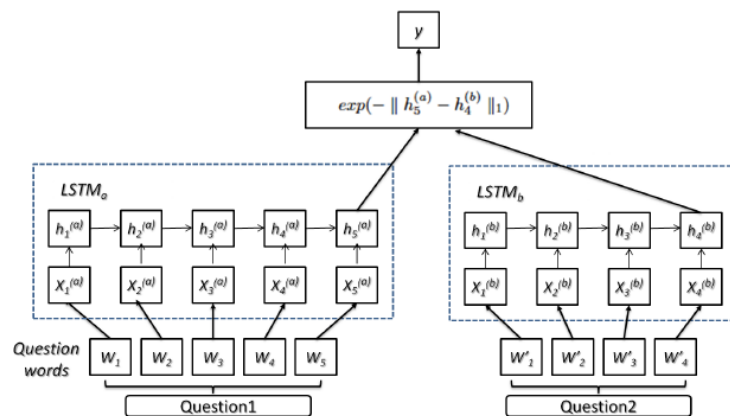 y
exp(− ‖ h₅⁽ᵃ⁾ − h₄⁽ᵇ⁾ ‖₁)
LSTMₐ
h₁⁽ᵃ⁾ h₂⁽ᵃ⁾ h₃⁽ᵃ⁾ h₄⁽ᵃ⁾ h₅⁽ᵃ⁾
X₁⁽ᵃ⁾ X₂⁽ᵃ⁾ X₃⁽ᵃ⁾ X₄⁽ᵃ⁾ X₅⁽ᵃ⁾
LSTM_b
h₁⁽ᵇ⁾ h₂⁽ᵇ⁾ h₃⁽ᵇ⁾ h₄⁽ᵇ⁾
X₁⁽ᵇ⁾ X₂⁽ᵇ⁾ X₃⁽ᵇ⁾ X₄⁽ᵇ⁾
Question
words
W₁ W₂ W₃ W₄ W₅
W'₁ W'₂ W'₃ W'₄
Question1
Question2